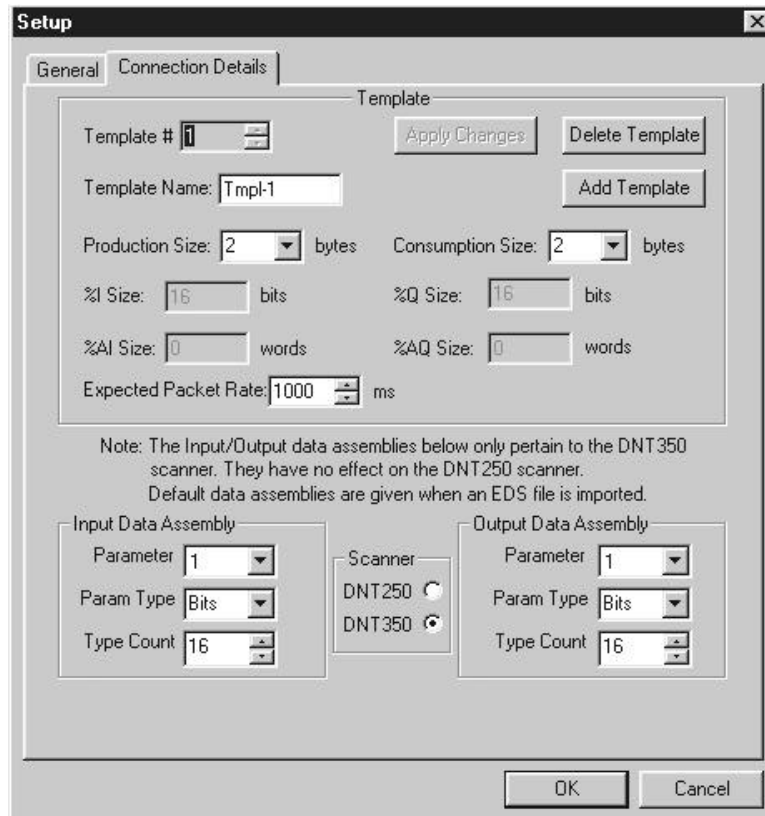 Setup
General
Connection Details
Template
Template # 1
Apply Changes
Delete Template
Template Name: Tmpl-1
Add Template
Production Size: 2 bytes
Consumption Size: 2 bytes
%I Size: 16 bits
%Q Size: 16 bits
%AI Size: 0 words
%AQ Size: 0 words
Expected Packet Rate: 1000 ms
Note: The Input/Output data assemblies below only pertain to the DNT350
scanner. They have no effect on the DNT250 scanner.
Default data assemblies are given when an EDS file is imported.
Input Data Assembly
Parameter 1
Param Type Bits
Type Count 16
Scanner
DNT250
DNT350
Output Data Assembly
Parameter 1
Param Type Bits
Type Count 16
OK
Cancel